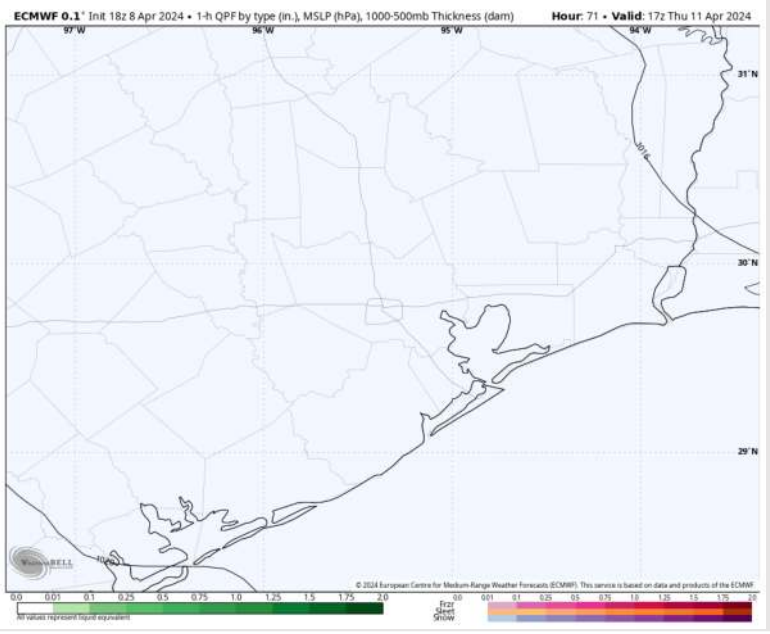 ECMWF 0.1° Init 18z 8 Apr 2024 • 1-h QPF by type (in.), MSLP (hPa), 1000-500mb Thickness (dam) Hour: 71 • Valid: 17z Thu 11 Apr 2024
97°W 96°W 95°W 94°W
31°N
1016
30°N
29°N
1020
WeatherBELL
© 2024 European Centre for Medium-Range Weather Forecasts (ECMWF). This service is based on data and products of the ECMWF
0.0 0.01 0.1 0.25 0.5 0.75 1.0 1.25 1.5 1.75 2.0 0.0 0.01 0.1 0.25 0.5 0.75 1.0 1.25 1.5 1.75 2.0
Frzr
Sleet
Snow
All values represent liquid equivalent